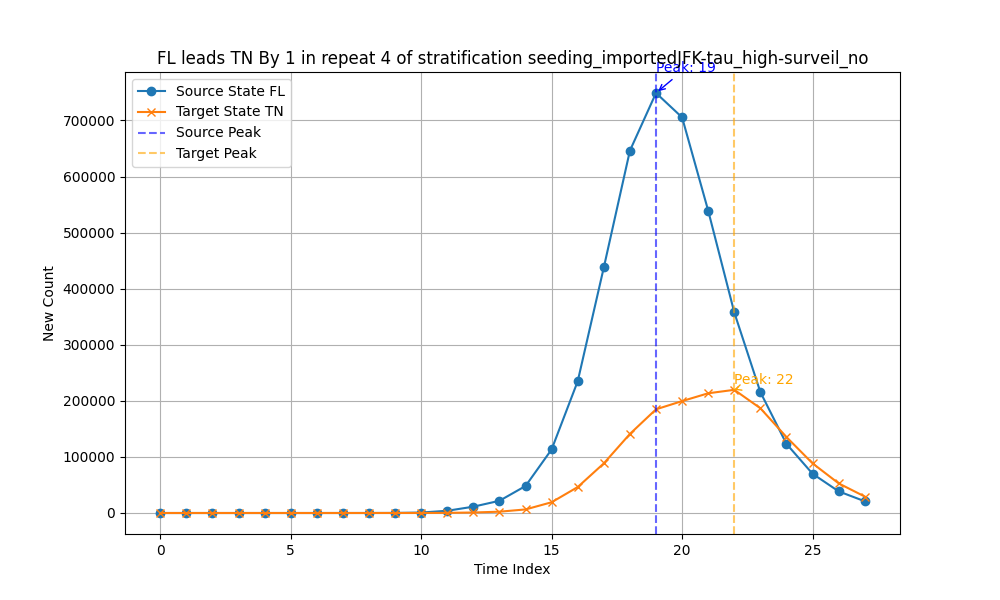 FL leads TN By 1 in repeat 4 of stratification seeding_importedJFK-tau_high-surveil_no
Peak: 19
Source State FL
Target State TN
Source Peak
Target Peak
700000
600000
500000
400000
300000
200000
100000
0
New Count
Peak: 22
0 5 10 15 20 25
Time Index